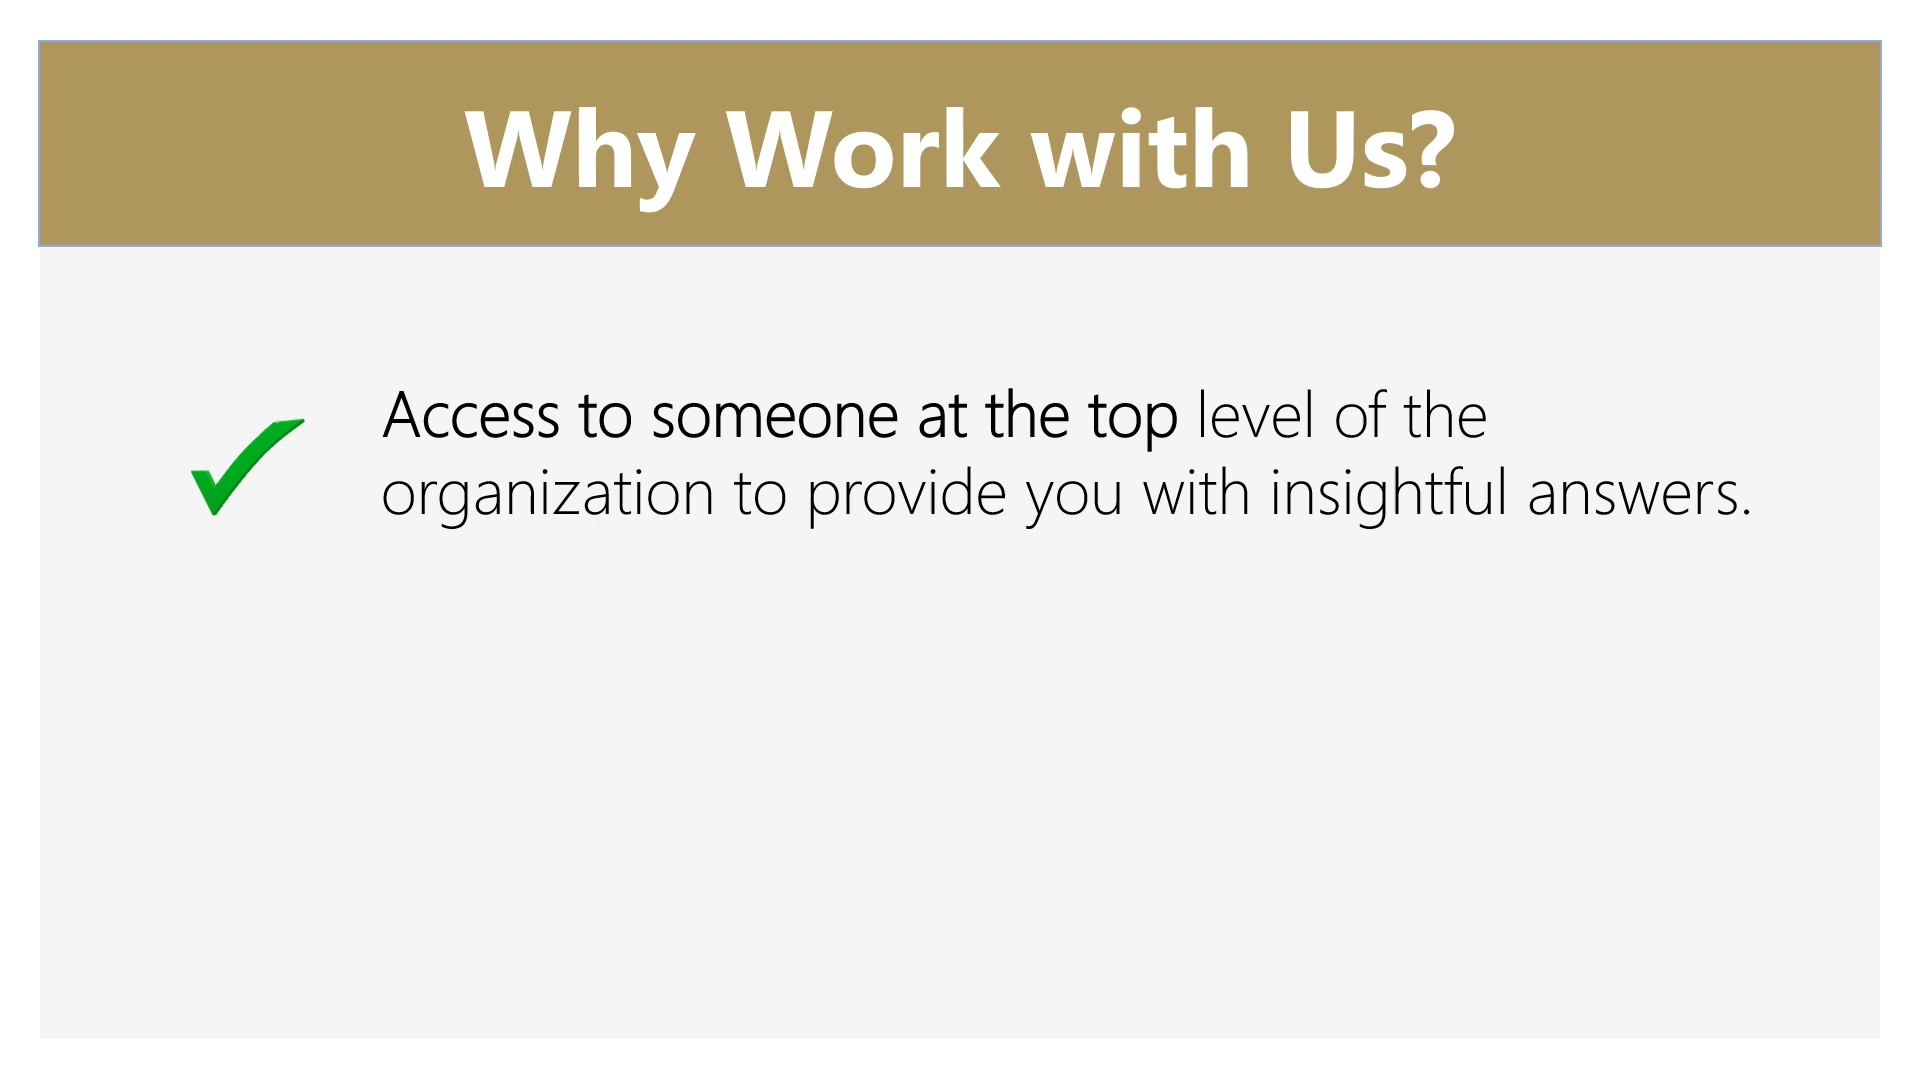 Why Work with Us?
Access to someone at the top level of the
organization to provide you with insightful answers.